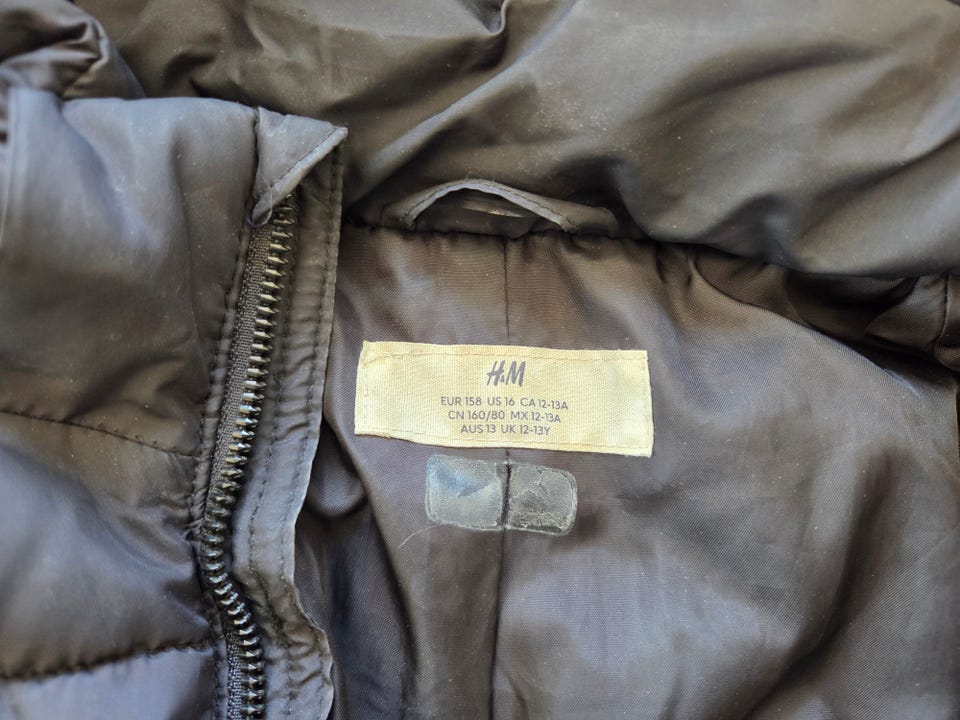 H&M
EUR 158 US 16 CA 12-13A
CN 160/80 MX 12-13A
AUS 13 UK 12-13Y